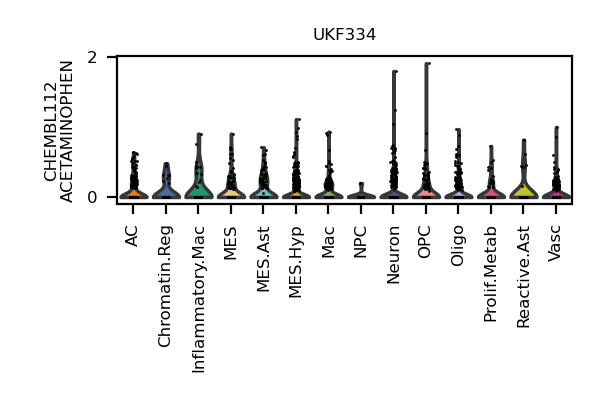 UKF334
CHEMBL112
ACETAMINOPHEN
2
0
AC
Chromatin.Reg
Inflammatory.Mac
MES
MES.Ast
MES.Hyp
Mac
NPC
Neuron
OPC
Oligo
Prolif.Metab
Reactive.Ast
Vasc